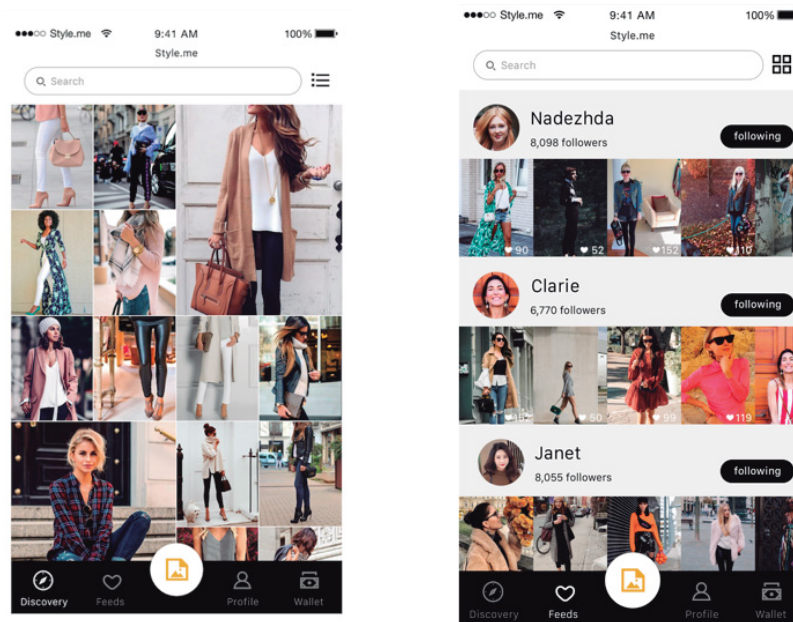 ●●●○○ Style.me 9:41 AM 100%
Style.me
Search
Discovery Feeds Profile Wallet
●●●○○ Style.me 9:41 AM 100%
Style.me
Search
Nadezhda
8,098 followers following
90 52 152 110
Clarie
6,770 followers following
50 99 119
Janet
8,055 followers following
Discovery Feeds Profile Wallet